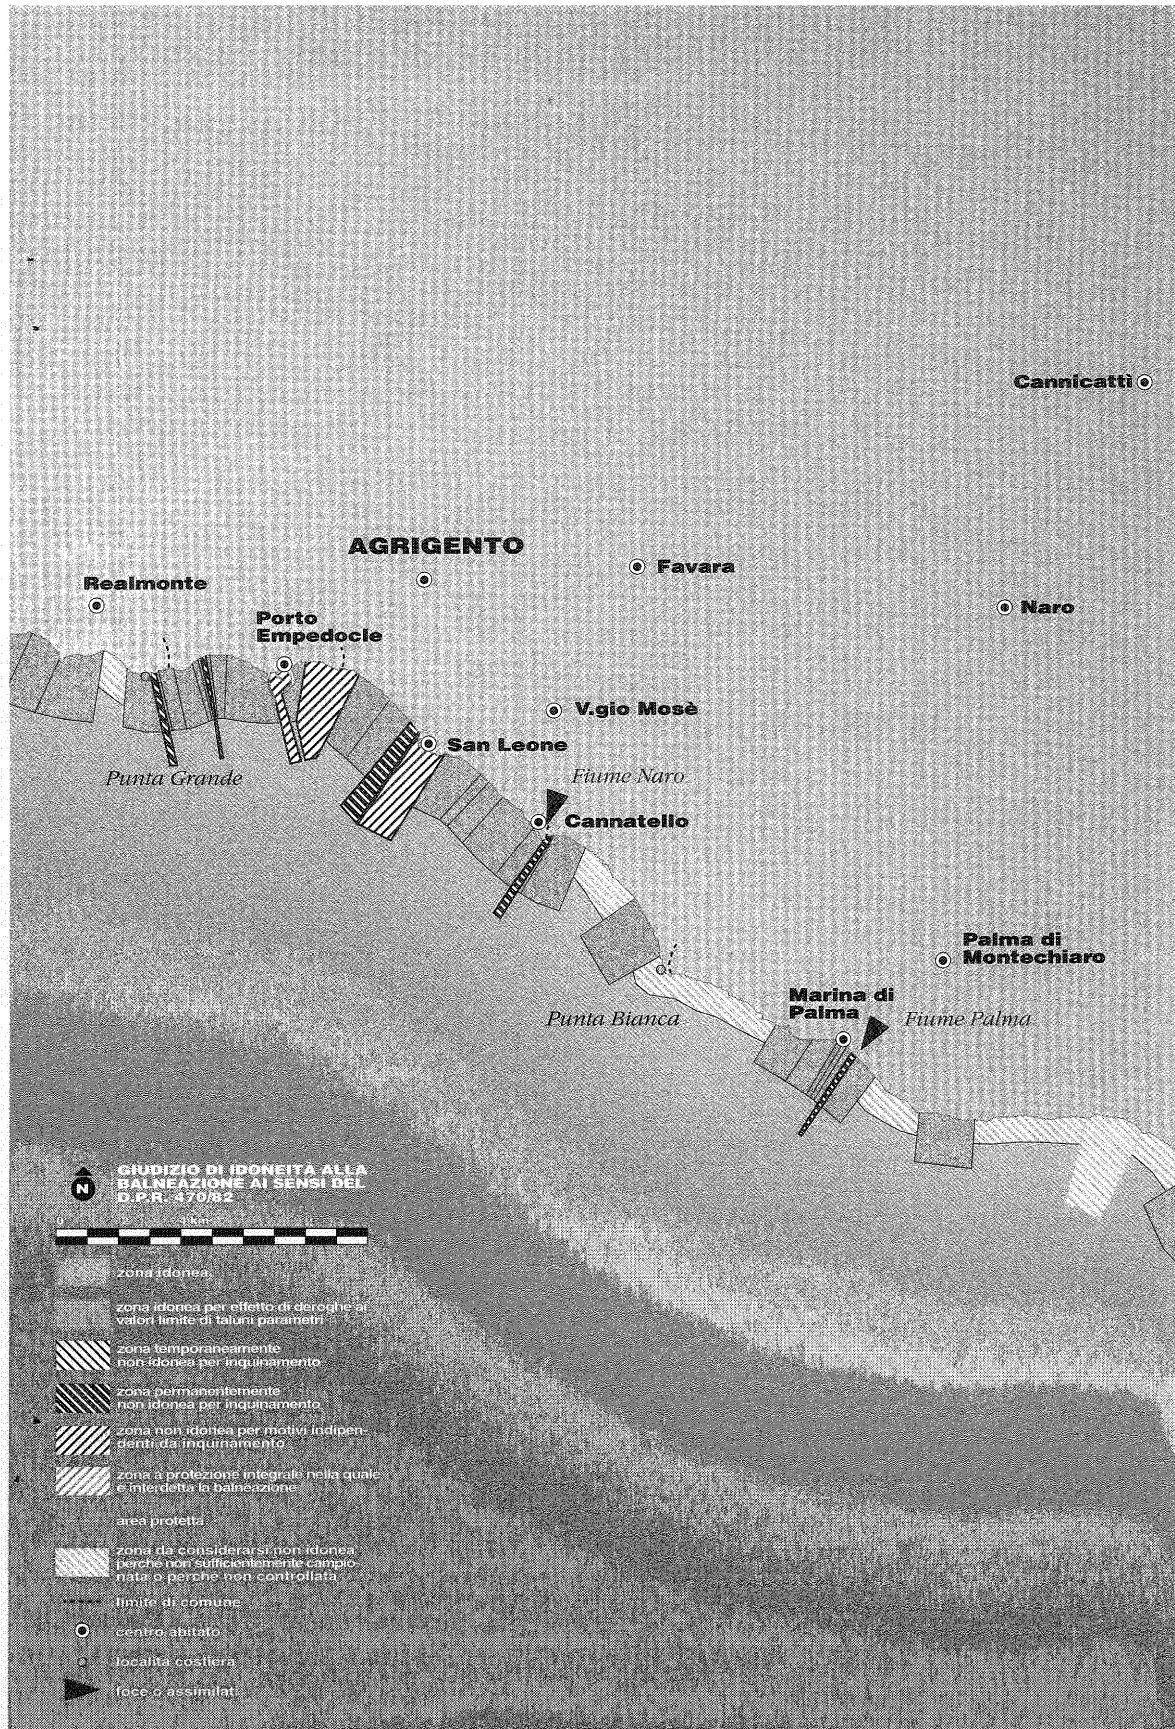 Cannicattì
AGRIGENTO
Favara
Realmonte
Naro
Porto
Empedocle
V.gio Mosè
San Leone
Punta Grande
Fiume Naro
Cannatello
Palma di
Montechiaro
Marina di
Palma
Punta Bianca
Fiume Palma
N
GIUDIZIO DI IDONEITÀ ALLA
BALNEAZIONE AI SENSI DEL
D.P.R. 470/82
0
km
zona idonea
zona idonea per effetto di deroghe ai
valori limite di taluni parametri
zona temporaneamente
non idonea per inquinamento
zona permanentemente
non idonea per inquinamento
zona non idonea per motivi indipen-
denti da inquinamento
zona a protezione integrale nella quale
è interdetta la balneazione
area protetta
zona da considerarsi non idonea
perché non sufficientemente campio-
nata o perché non controllata
limite di comune
centro abitato
località costiera
foce o assimilati